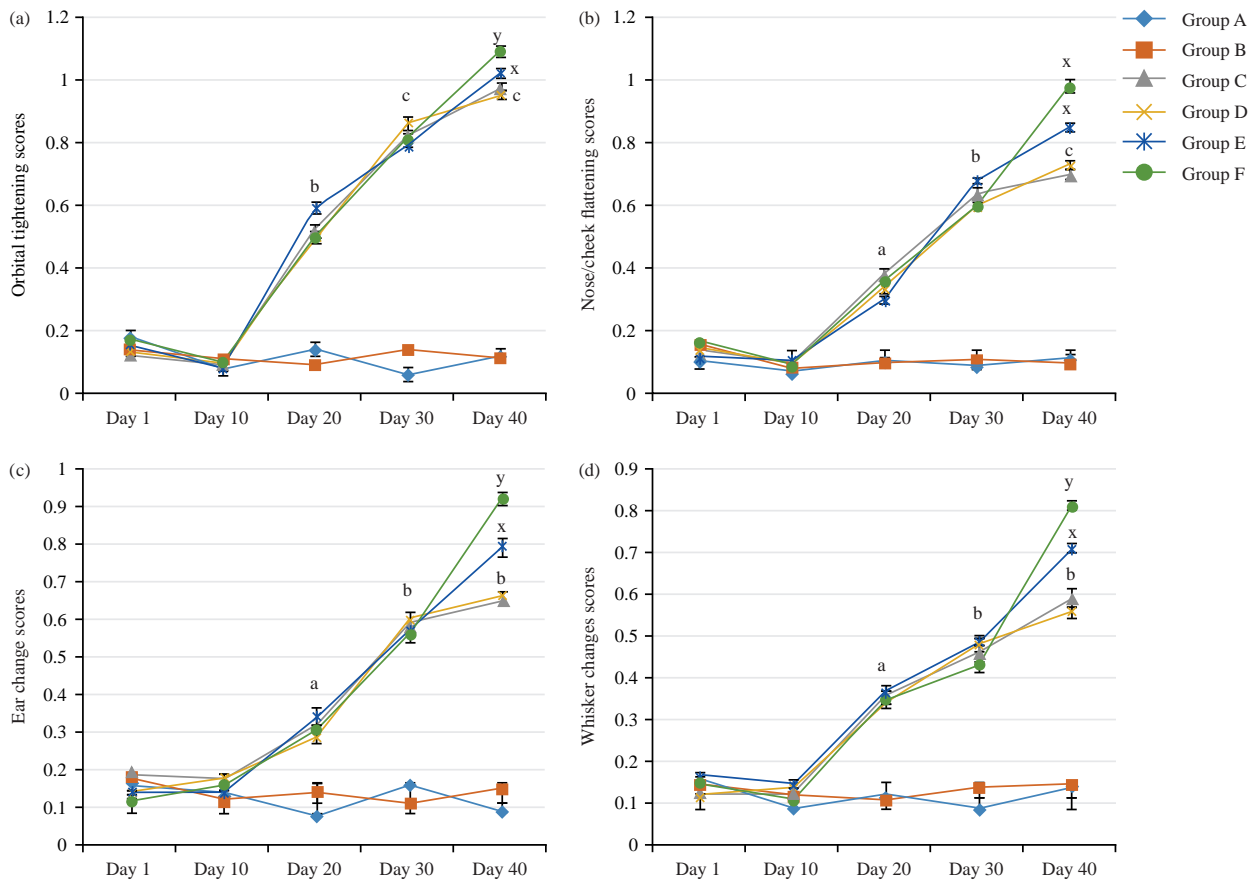 (a)
1.2
1
0.8
0.6
0.4
0.2
0
Orbital tightening scores
b
c
y
x
c
Day 1 Day 10 Day 20 Day 30 Day 40
(b)
1.2
1
0.8
0.6
0.4
0.2
0
Nose/cheek flattening scores
a
b
x
x
c
Day 1 Day 10 Day 20 Day 30 Day 40
Group A
Group B
Group C
Group D
Group E
Group F
(c)
1
0.9
0.8
0.7
0.6
0.5
0.4
0.3
0.2
0.1
0
Ear change scores
a
b
y
x
b
Day 1 Day 10 Day 20 Day 30 Day 40
(d)
0.9
0.8
0.7
0.6
0.5
0.4
0.3
0.2
0.1
0
Whisker changes scores
a
b
y
x
b
Day 1 Day 10 Day 20 Day 30 Day 40